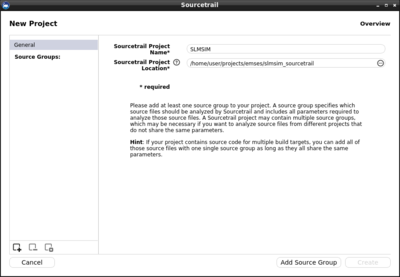 Sourcetrail
New Project
Overview
General
Source Groups:
Sourcetrail Project
Name*
SLMSIM
Sourcetrail Project
Location*
/home/user/projects/emses/slmsim_sourcetrail
* required
Please add at least one source group to your project. A source group specifies which
source files should be analyzed by Sourcetrail and includes all parameters required to
analyze those source files. A Sourcetrail project may contain multiple source groups,
which may be necessary if you want to analyze source files from different projects that
do not share the same parameters.
Hint: If your project contains source code for multiple build targets, you can add all of
those source files with one single source group as long as they all share the same
parameters.
Cancel
Add Source Group
Create